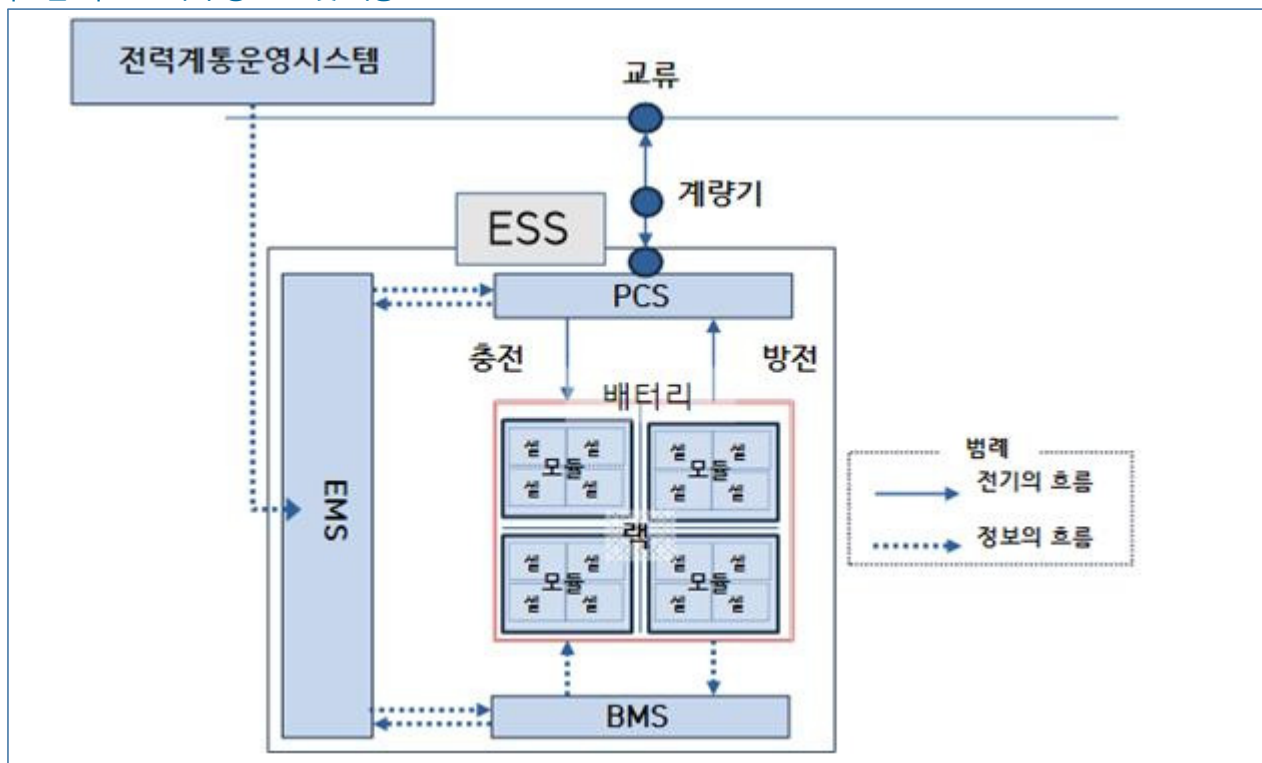 전력계통운영시스템
교류
계량기
ESS
PCS
충전
방전
배터리
셀 셀
모듈
셀 셀
셀 셀
모듈
셀 셀
랙
셀 셀
모듈
셀 셀
셀 셀
모듈
셀 셀
EMS
BMS
범례
전기의 흐름
정보의 흐름